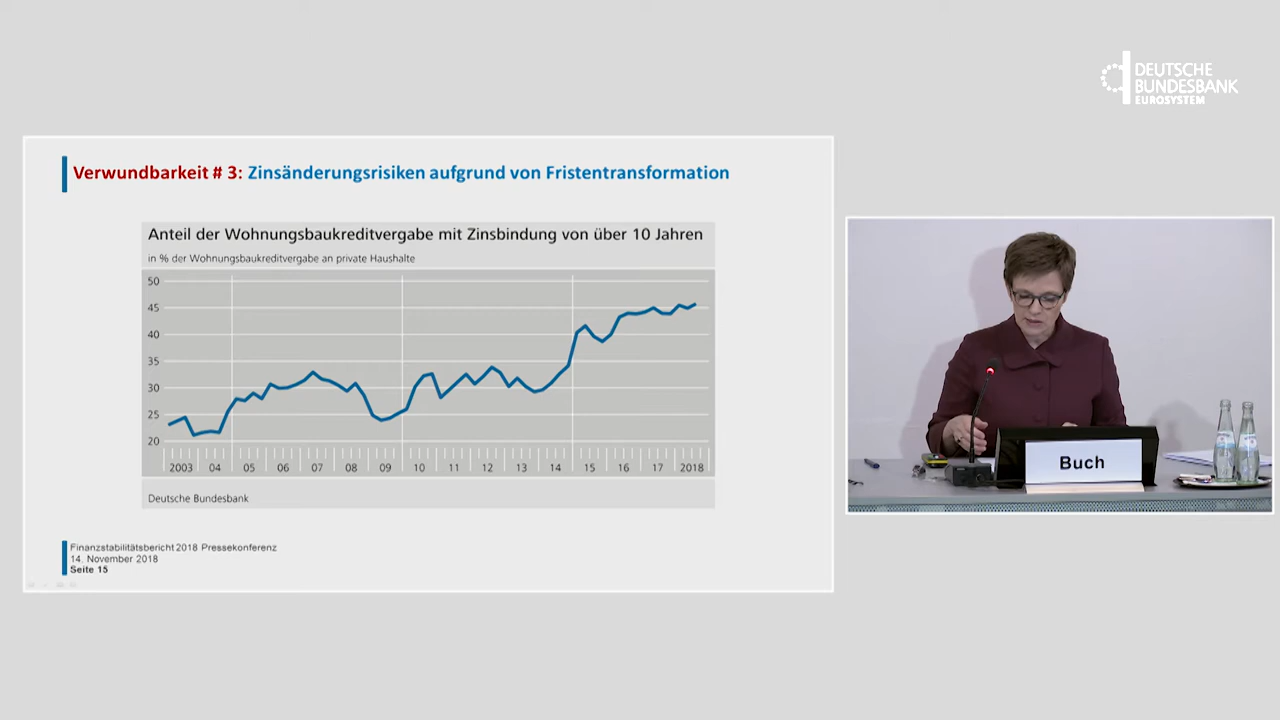 DEUTSCHE
BUNDESBANK
EUROSYSTEM
Verwundbarkeit # 3: Zinsänderungsrisiken aufgrund von Fristentransformation
Anteil der Wohnungsbaukreditvergabe mit Zinsbindung von über 10 Jahren
in % der Wohnungsbaukreditvergabe an private Haushalte
50
45
40
35
30
25
20
2003 04 05 06 07 08 09 10 11 12 13 14 15 16 17 2018
Deutsche Bundesbank
Finanzstabilitätsbericht 2018 Pressekonferenz
14. November 2018
Seite 15
Buch